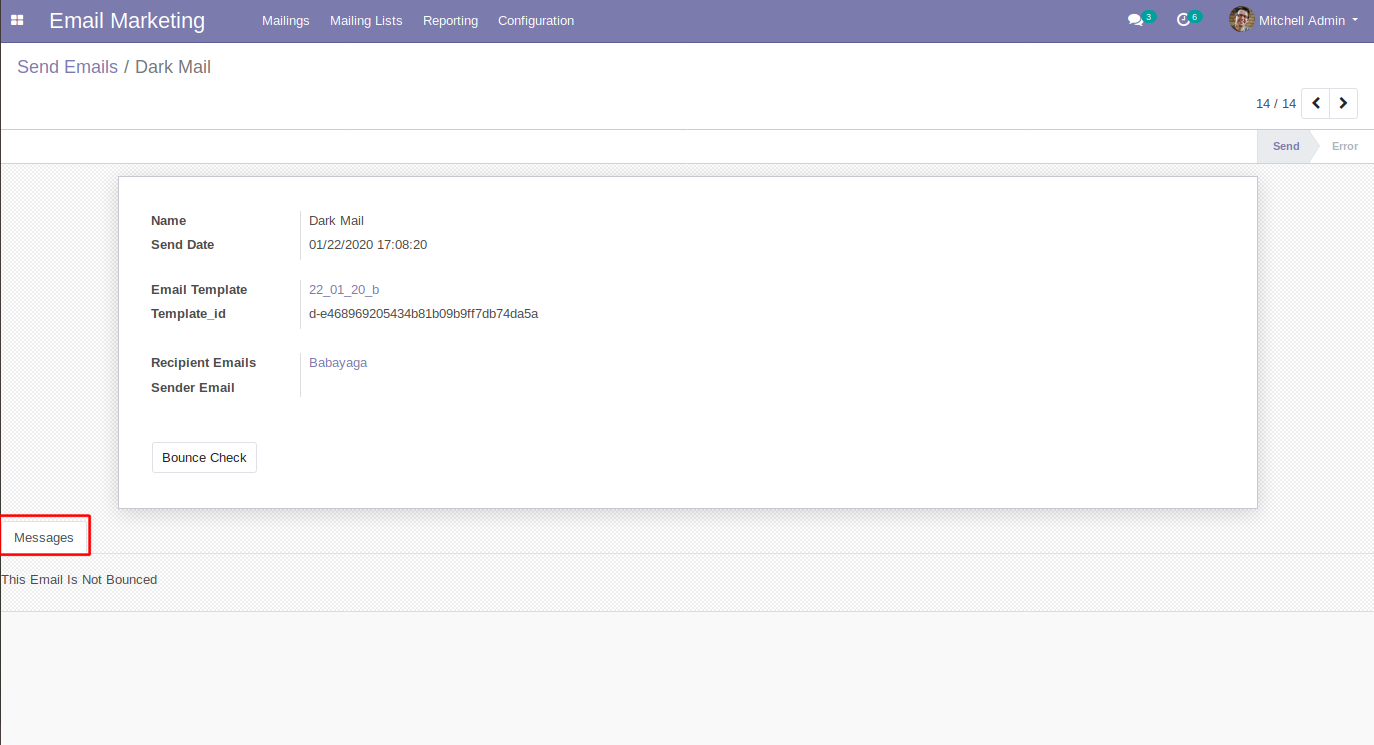 Email Marketing Mailings Mailing Lists Reporting Configuration 3 6 Mitchell Admin
Send Emails / Dark Mail
14 / 14
Send Error
Name Dark Mail
Send Date 01/22/2020 17:08:20
Email Template 22_01_20_b
Template_id d-e468969205434b81b09b9ff7db74da5a
Recipient Emails Babayaga
Sender Email
Bounce Check
Messages
This Email Is Not Bounced